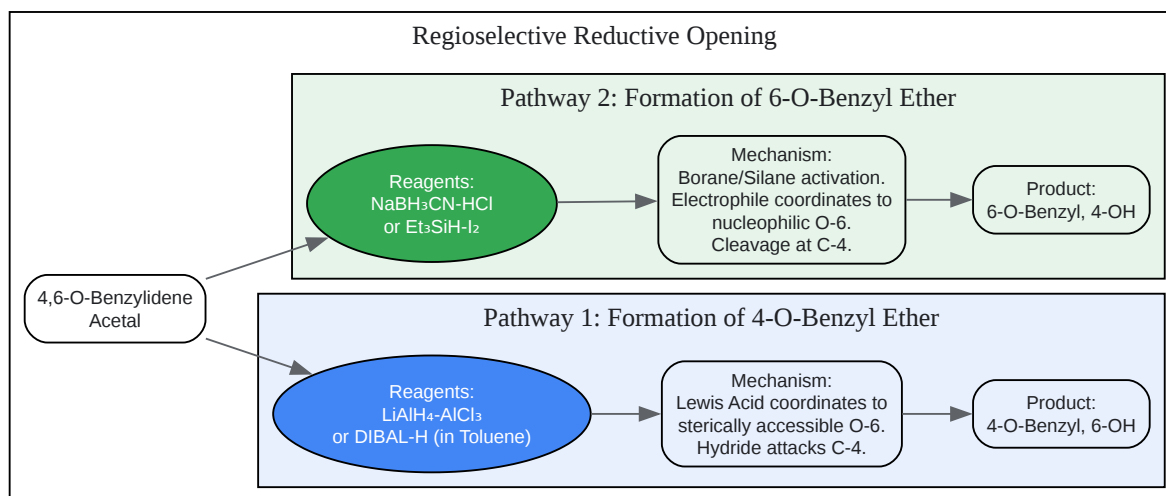 Regioselective Reductive Opening
Pathway 2: Formation of 6-O-Benzyl Ether
Reagents:
NaBH₃CN-HCl
or Et₃SiH-I₂
Mechanism:
Borane/Silane activation.
Electrophile coordinates to
nucleophilic O-6.
Cleavage at C-4.
Product:
6-O-Benzyl, 4-OH
4,6-O-Benzylidene
Acetal
Pathway 1: Formation of 4-O-Benzyl Ether
Reagents:
LiAlH₄-AlCl₃
or DIBAL-H (in Toluene)
Mechanism:
Lewis Acid coordinates to
sterically accessible O-6.
Hydride attacks C-4.
Product:
4-O-Benzyl, 6-OH